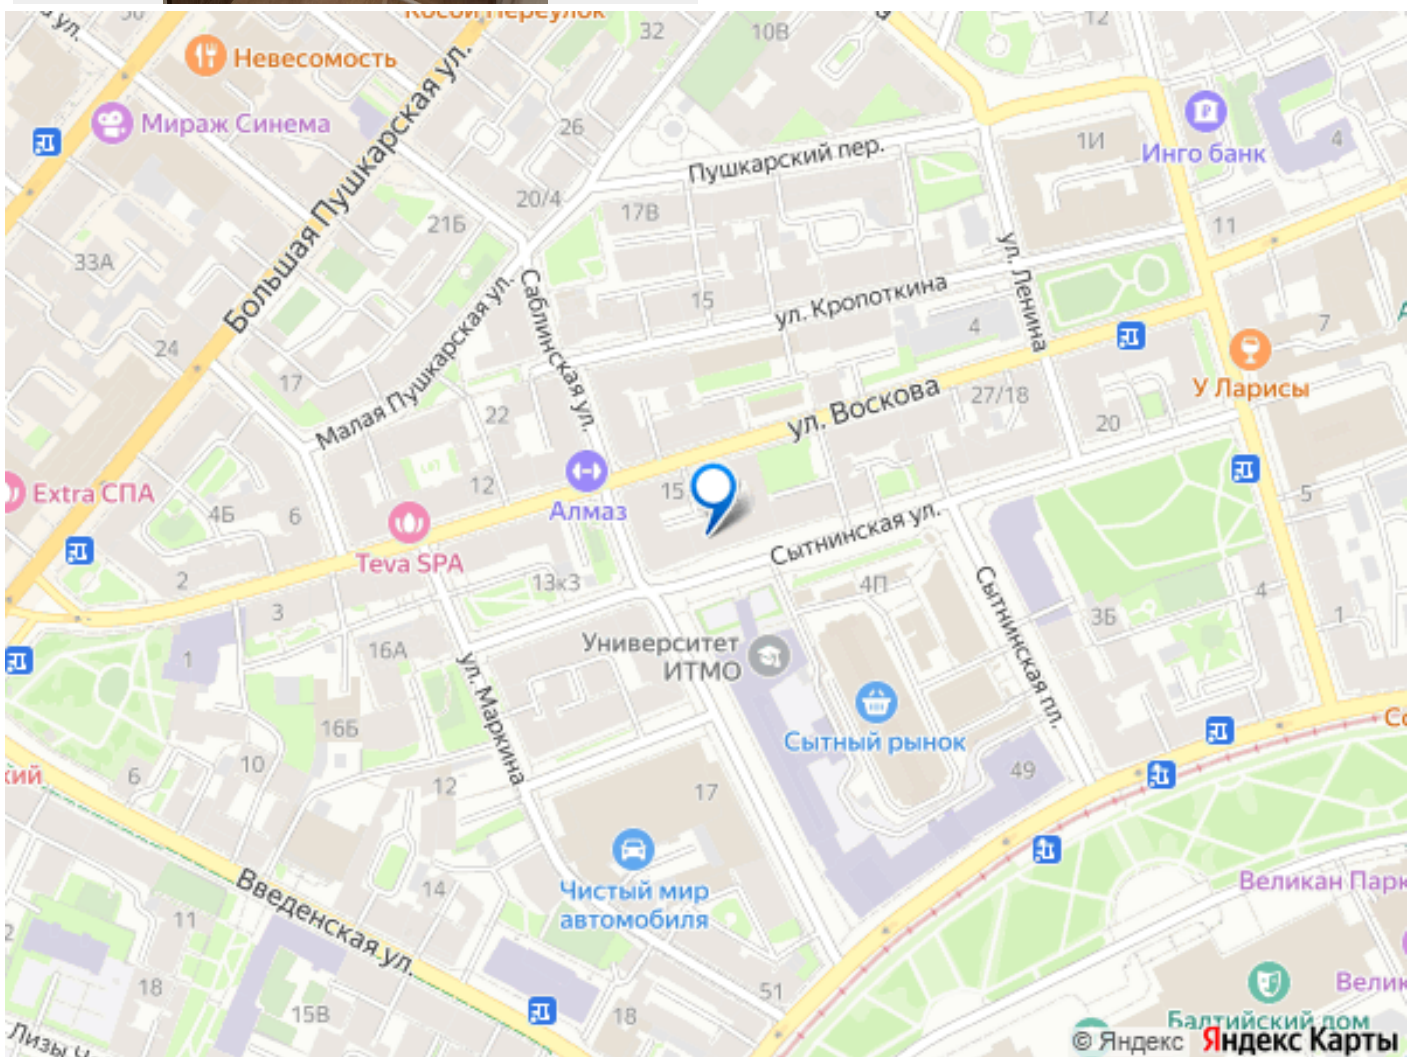 Косой Переулок
32
10В
12
Невесомость
Мираж Синема
26
1И
Инго банк
4
Пушкарский пер.
20/4
17В
21Б
11
33А
Большая Пушкарская ул.
Малая Пушкарская ул.
Саблинская ул.
15
ул. Кропоткина
4
ул. Ленина
7
24
17
22
ул. Воскова
27/18
20
У Ларисы
Extra СПА
4Б
6
12
Алмаз
15
5
Teva SPA
Сытнинская ул.
2
3
13к3
4П
Сытнинская пл.
3Б
4
1
1
16А
Университет
ИТМО
ул. Маркина
16Б
Сытный рынок
6
10
12
17
49
Чистый мир
автомобиля
14
Введенская ул.
11
Великан Парк
18
15В
18
51
Балтийский дом
© Яндекс Яндекс Карты